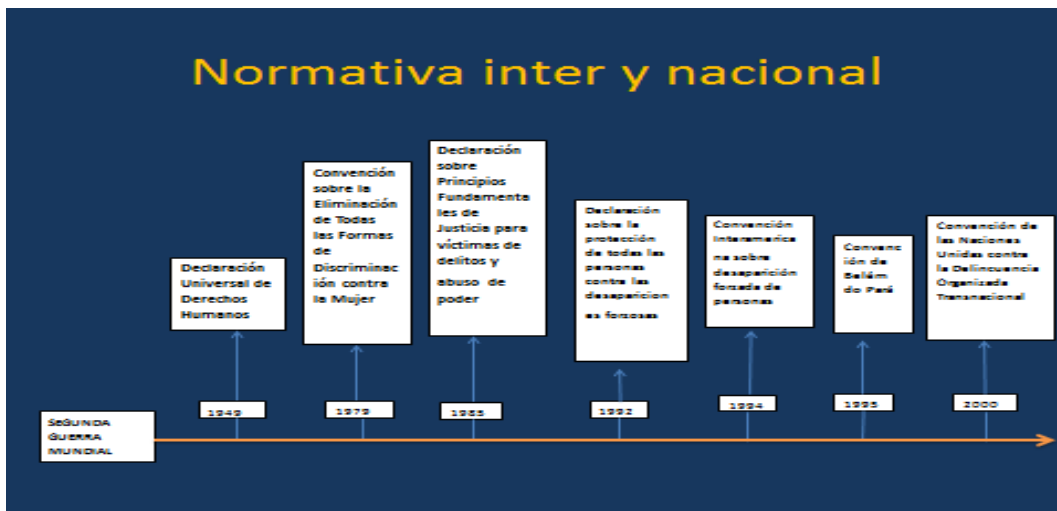 Normativa inter y nacional
Declaración
Universal de
Derechos
Humanos
Convención
sobre la
Eliminación
de Todas
las Formas
de
Discriminac
ión contra
la Mujer
Declaración
sobre
Principios
Fundamenta
les de
Justicia para
víctimas de
delitos y
abuso de
poder
Declaración
sobre la
protección
de todas las
personas
contra las
desaparicion
es forzosas
Convención
Interamerica
na sobre
desaparición
forzada de
personas
Convenc
ión de
Belém
do Pará
Convención de
las Naciones
Unidas contra
la Delincuencia
Organizada
Transnacional
SEGUNDA
GUERRA
MUNDIAL
1949
1979
1985
1992
1994
1995
2000